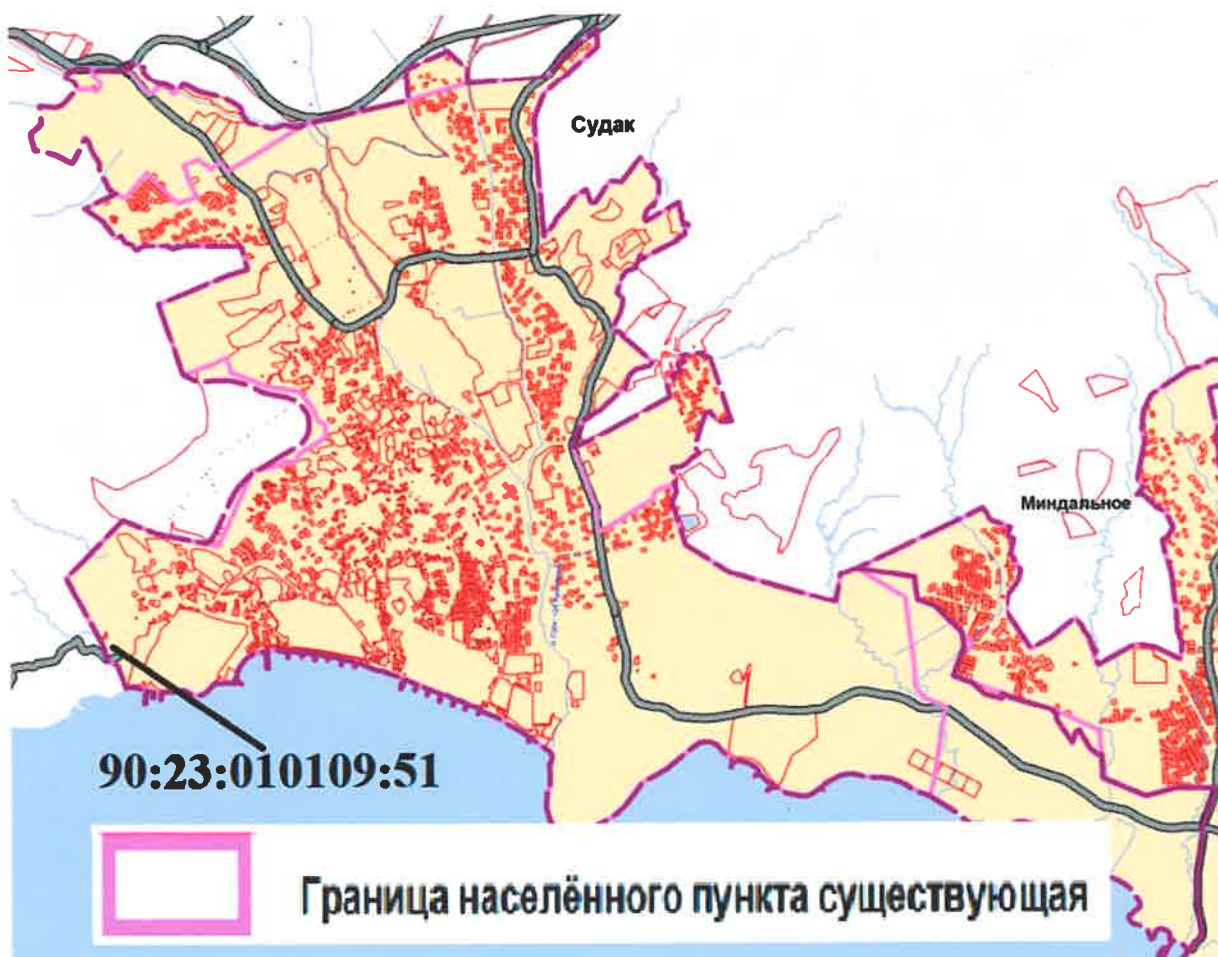 Судак
Миндальное
90:23:010109:51
Граница населённого пункта существующая